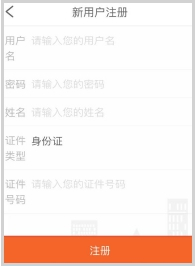 新用户注册
用户名 请输入您的用户名
密码 请输入您的密码
姓名 请输入您的姓名
证件类型 身份证
证件号码 请输入您的证件号码
注册